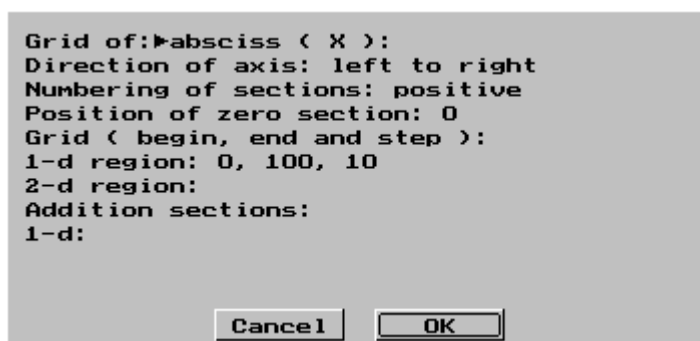 Grid of:▶absciss ( X ):
Direction of axis: left to right
Numbering of sections: positive
Position of zero section: 0
Grid ( begin, end and step ):
1-d region: 0, 100, 10
2-d region:
Addition sections:
1-d:
Cancel OK